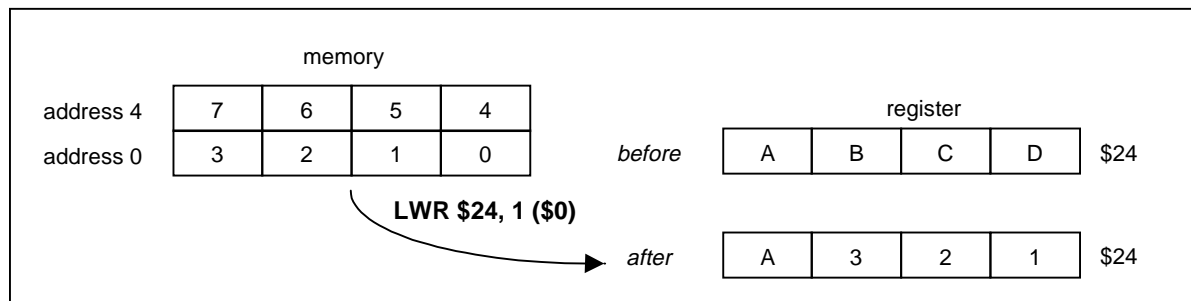 memory
address 4 7 6 5 4
register
address 0 3 2 1 0
before A B C D $24
LWR $24, 1 ($0)
after A 3 2 1 $24